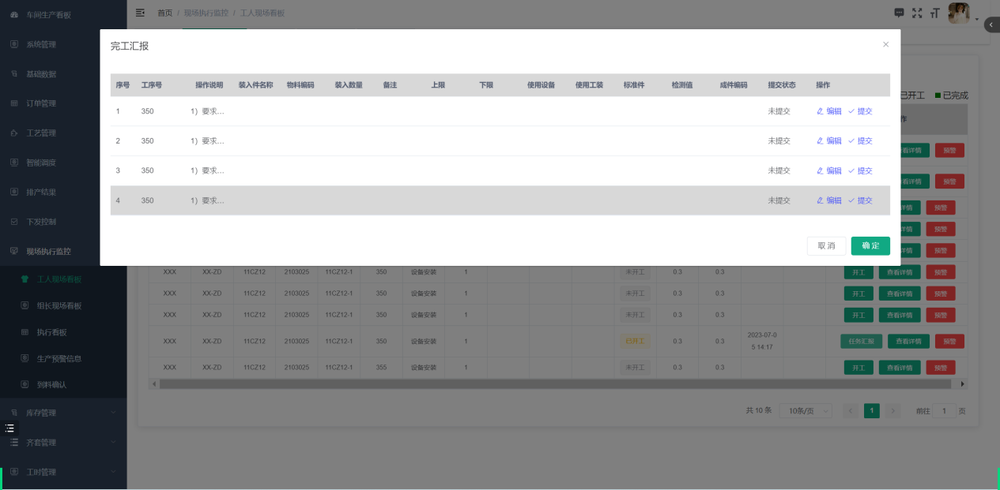 车间生产看板
系统管理
基础数据
订单管理
工艺管理
智能调度
排产结果
下发控制
现场执行监控
工人现场看板
组长现场看板
执行看板
生产预警信息
到料确认
库存管理
齐套管理
工时管理
首页 / 现场执行监控 / 工人现场看板
完工汇报
序号 工序号 操作说明 装入件名称 物料编码 装入数量 备注 上限 下限 使用设备 使用工装 标准件 检测值 成件编码 提交状态 操作
1 350 1）要求... 未提交 编辑 提交
2 350 1）要求... 未提交 编辑 提交
3 350 1）要求... 未提交 编辑 提交
4 350 1）要求... 未提交 编辑 提交
取消 确定
已开工 已完成
作
看详情 预警
看详情 预警
详情 预警
详情 预警
详情 预警
XXX XX-ZD 11CZ12 2103025 11CZ12-1 350 设备安装 1 未开工 0.3 0.3 开工 查看详情 预警
XXX XX-ZD 11CZ12 2103025 11CZ12-1 350 设备安装 1 未开工 0.3 0.3 开工 查看详情 预警
XXX XX-ZD 11CZ12 2103025 11CZ12-1 350 设备安装 1 未开工 0.3 0.3 开工 查看详情 预警
XXX XX-ZD 11CZ12 2103025 11CZ12-1 350 设备安装 1 已开工 0.3 0.3 2023-07-0
5 14:17 任务汇报 查看详情 预警
XXX XX-ZD 11CZ12 2103025 11CZ12-1 355 设备安装 1 未开工 0.3 0.3 开工 查看详情 预警
共 10 条 10条/页 1 前往 1 页